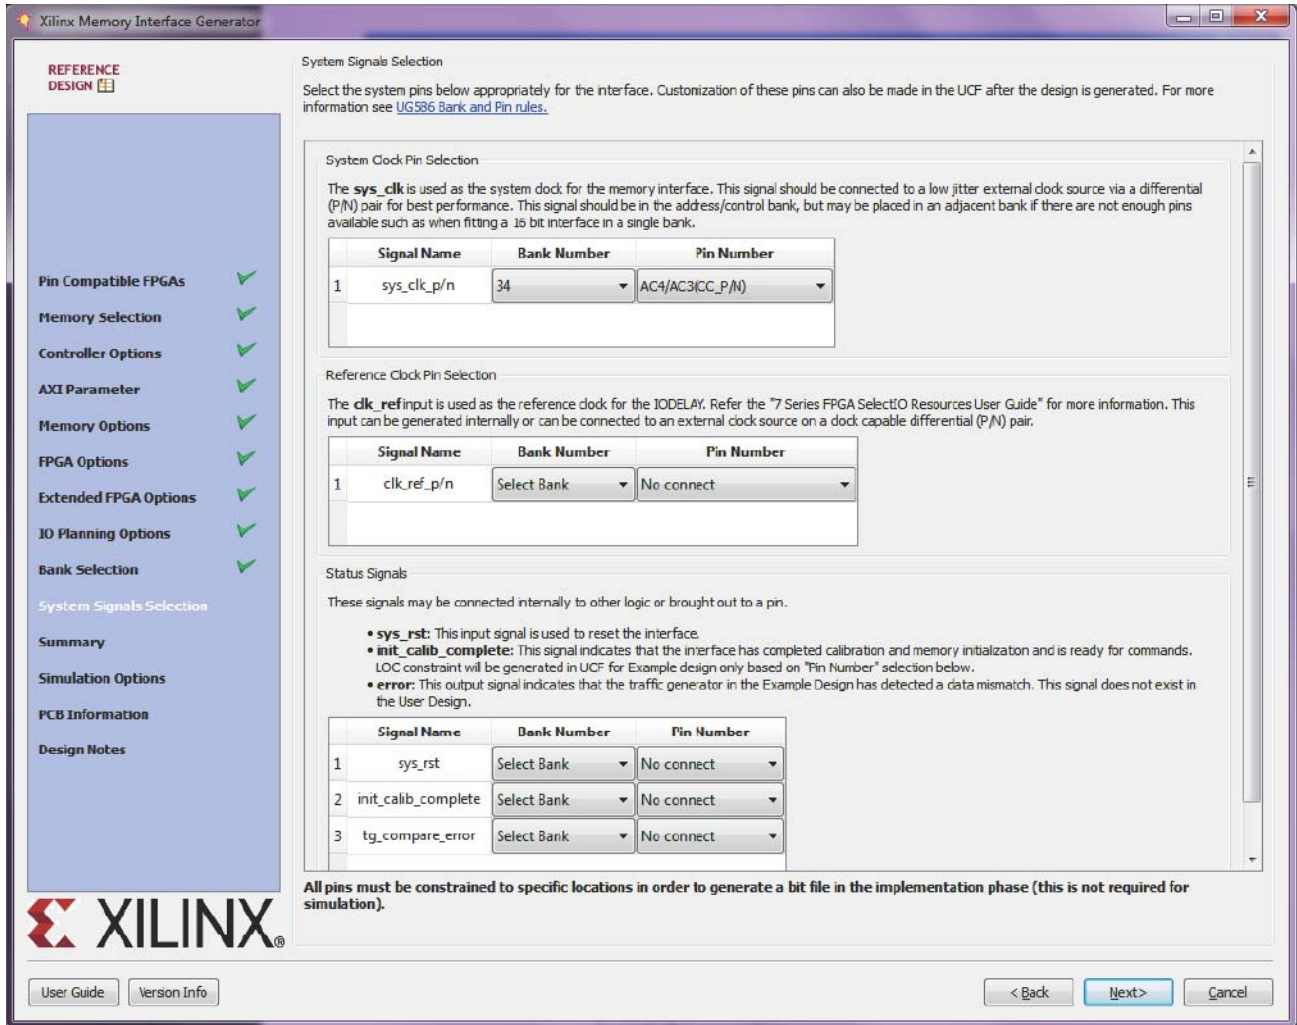 Xilinx Memory Interface Generator
REFERENCE
DESIGN
Pin Compatible FPGAs
Memory Selection
Controller Options
AXI Parameter
Memory Options
FPGA Options
Extended FPGA Options
IO Planning Options
Bank Selection
System Signals Selection
Summary
Simulation Options
PCB Information
Design Notes
XILINX®
System Signals Selection
Select the system pins below appropriately for the interface. Customization of these pins can also be made in the UCF after the design is generated. For more
information see UG586 Bank and Pin rules.
System Clock Pin Selection
The sys_clk is used as the system clock for the memory interface. This signal should be connected to a low jitter external clock source via a differential
(P/N) pair for best performance. This signal should be in the address/control bank, but may be placed in an adjacent bank if there are not enough pins
available such as when fitting a 16 bit interface in a single bank.
Signal Name Bank Number Pin Number
1 sys_clk_p/n 34 AC4/AC3(CC_P/N)
Reference Clock Pin Selection
The clk_ref input is used as the reference clock for the IODELAY. Refer the "7 Series FPGA SelectIO Resources User Guide" for more information. This
input can be generated internally or can be connected to an external clock source on a clock capable differential (P/N) pair.
Signal Name Bank Number Pin Number
1 clk_ref_p/n Select Bank No connect
Status Signals
These signals may be connected internally to other logic or brought out to a pin.
• sys_rst: This input signal is used to reset the interface.
• init_calib_complete: This signal indicates that the interface has completed calibration and memory initialization and is ready for commands.
LOC constraint will be generated in UCF for Example design only based on "Pin Number" selection below.
• error: This output signal indicates that the traffic generator in the Example Design has detected a data mismatch. This signal does not exist in
the User Design.
Signal Name Bank Number Pin Number
1 sys_rst Select Bank No connect
2 init_calib_complete Select Bank No connect
3 tg_compare_error Select Bank No connect
All pins must be constrained to specific locations in order to generate a bit file in the implementation phase (this is not required for
simulation).
User Guide Version Info < Back Next> Cancel